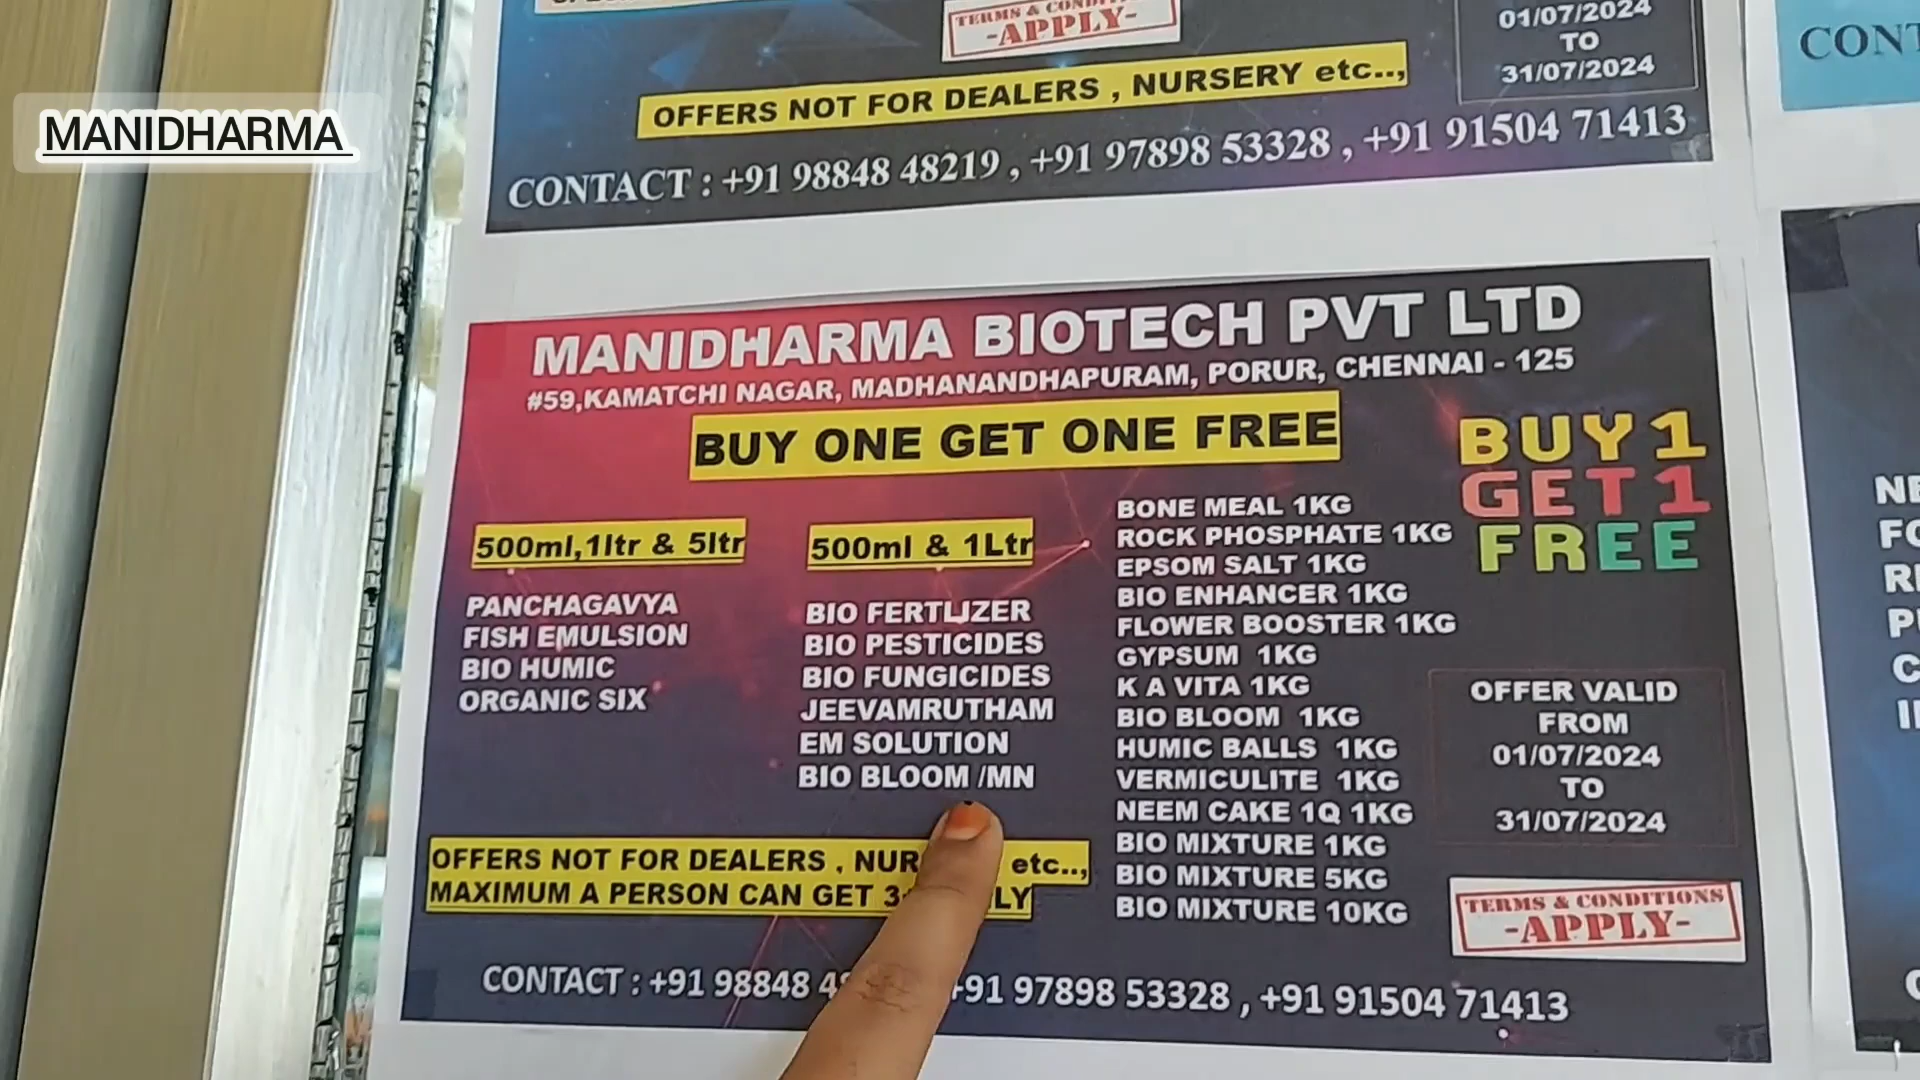 TERMS & CONDITIONS
-APPLY-
01/07/2024
TO
31/07/2024
OFFERS NOT FOR DEALERS , NURSERY etc..,
CONTACT : +91 98848 48219 , +91 97898 53328 , +91 91504 71413
MANIDHARMA
MANIDHARMA BIOTECH PVT LTD
#59,KAMATCHI NAGAR, MADHANANDHAPURAM, PORUR, CHENNAI - 125
BUY ONE GET ONE FREE
500ml,1ltr & 5ltr
PANCHAGAVYA
FISH EMULSION
BIO HUMIC
ORGANIC SIX
500ml & 1Ltr
BIO FERTLIZER
BIO PESTICIDES
BIO FUNGICIDES
JEEVAMRUTHAM
EM SOLUTION
BIO BLOOM /MN
BONE MEAL 1KG
ROCK PHOSPHATE 1KG
EPSOM SALT 1KG
BIO ENHANCER 1KG
FLOWER BOOSTER 1KG
GYPSUM 1KG
K A VITA 1KG
BIO BLOOM 1KG
HUMIC BALLS 1KG
VERMICULITE 1KG
NEEM CAKE 1Q 1KG
BIO MIXTURE 1KG
BIO MIXTURE 5KG
BIO MIXTURE 10KG
BUY 1
GET 1
FREE
OFFER VALID
FROM
01/07/2024
TO
31/07/2024
TERMS & CONDITIONS
-APPLY-
OFFERS NOT FOR DEALERS , etc..,
MAXIMUM A PERSON CAN GET
CONTACT : +91 98848 +91 97898 53328 , +91 91504 71413